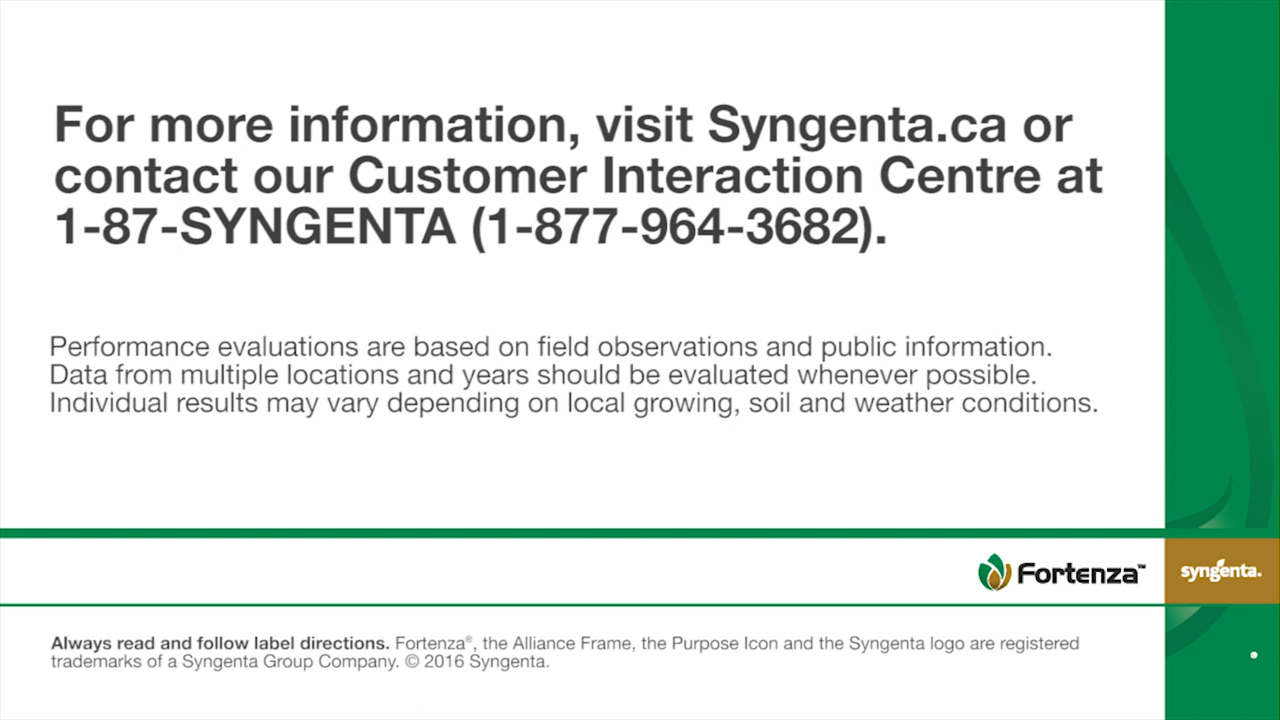 For more information, visit Syngenta.ca or
contact our Customer Interaction Centre at
1-87-SYNGENTA (1-877-964-3682).
Performance evaluations are based on field observations and public information.
Data from multiple locations and years should be evaluated whenever possible.
Individual results may vary depending on local growing, soil and weather conditions.
Fortenza™
syngenta.
Always read and follow label directions. Fortenza®, the Alliance Frame, the Purpose Icon and the Syngenta logo are registered
trademarks of a Syngenta Group Company. © 2016 Syngenta.